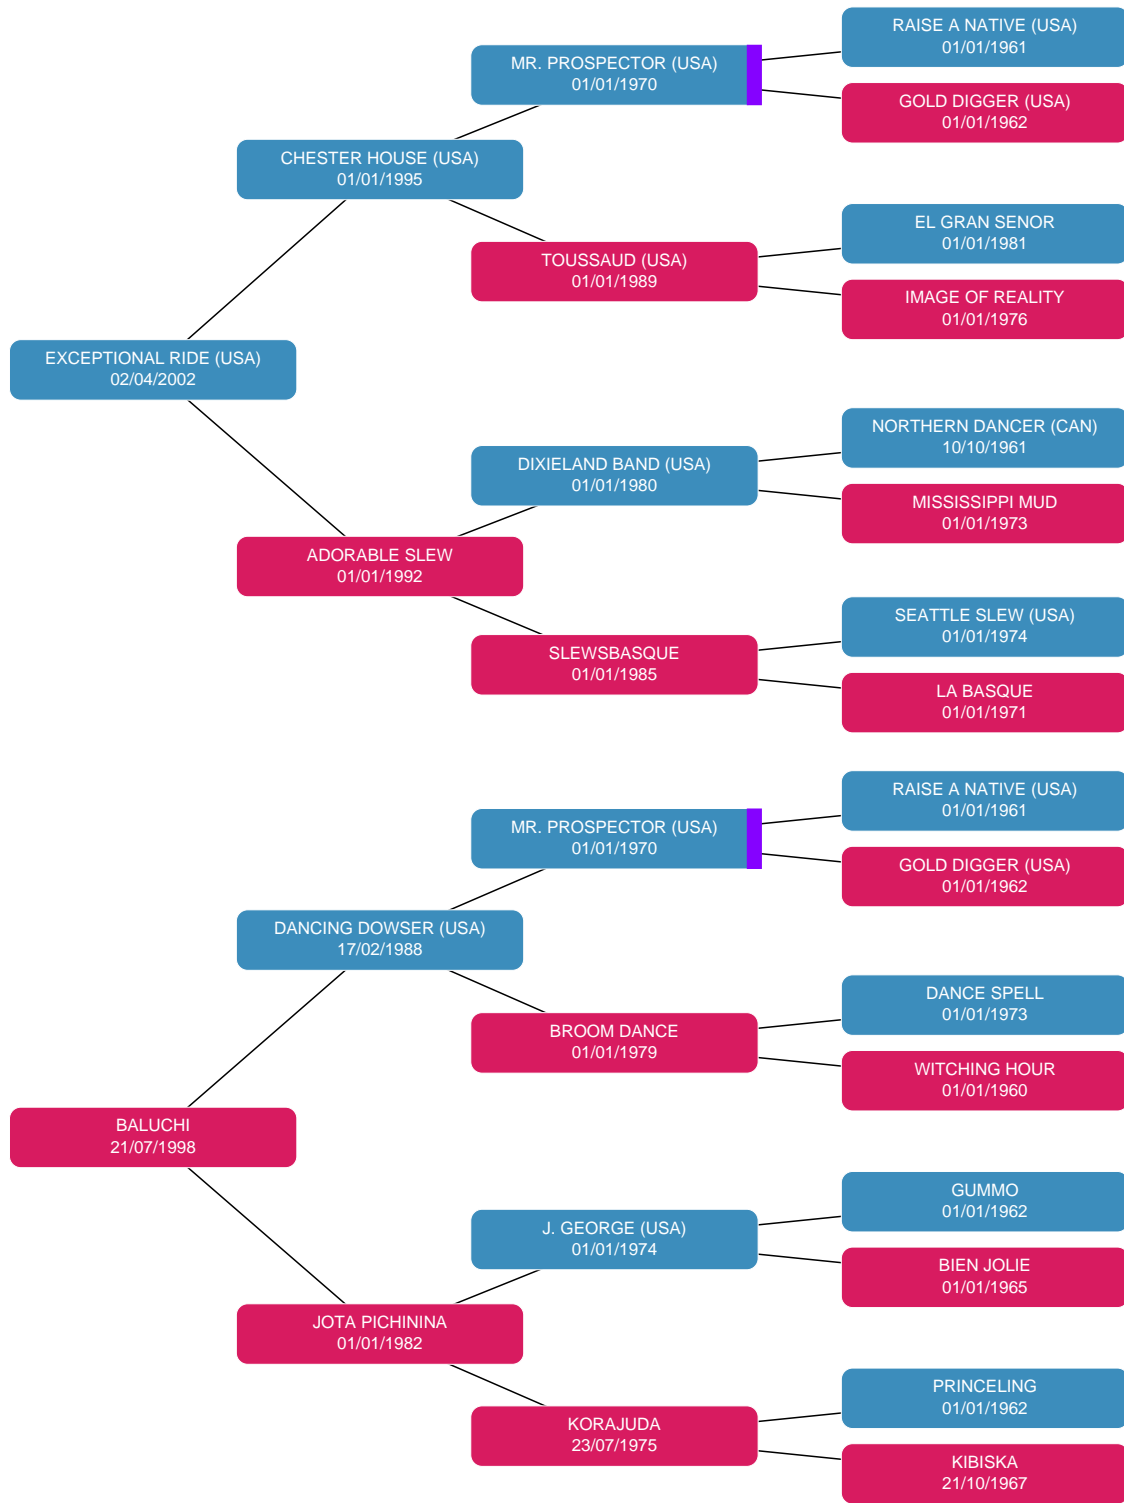 RAISE A NATIVE (USA)
01/01/1961
MR. PROSPECTOR (USA)
01/01/1970
GOLD DIGGER (USA)
01/01/1962
CHESTER HOUSE (USA)
01/01/1995
EL GRAN SENOR
01/01/1981
TOUSSAUD (USA)
01/01/1989
IMAGE OF REALITY
01/01/1976
EXCEPTIONAL RIDE (USA)
02/04/2002
NORTHERN DANCER (CAN)
10/10/1961
DIXIELAND BAND (USA)
01/01/1980
MISSISSIPPI MUD
01/01/1973
ADORABLE SLEW
01/01/1992
SEATTLE SLEW (USA)
01/01/1974
SLEWSBASQUE
01/01/1985
LA BASQUE
01/01/1971
RAISE A NATIVE (USA)
01/01/1961
MR. PROSPECTOR (USA)
01/01/1970
GOLD DIGGER (USA)
01/01/1962
DANCING DOWSER (USA)
17/02/1988
DANCE SPELL
01/01/1973
BROOM DANCE
01/01/1979
WITCHING HOUR
01/01/1960
BALUCHI
21/07/1998
GUMMO
01/01/1962
J. GEORGE (USA)
01/01/1974
BIEN JOLIE
01/01/1965
JOTA PICHININA
01/01/1982
PRINCELING
01/01/1962
KORAJUDA
23/07/1975
KIBISKA
21/10/1967